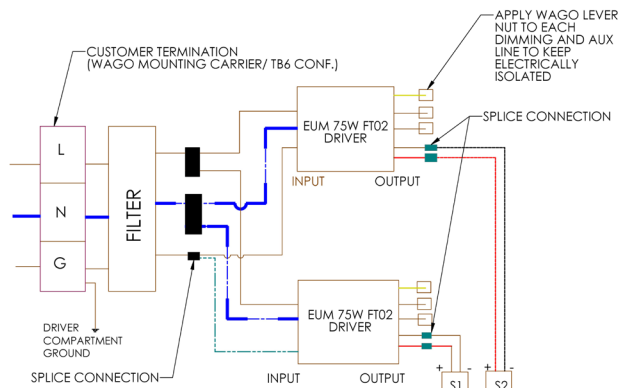 APPLY WAGO LEVER
NUT TO EACH
DIMMING AND AUX
LINE TO KEEP
ELECTRICALLY
ISOLATED
CUSTOMER TERMINATION
(WAGO MOUNTING CARRIER/ TB6 CONF.)
SPLICE CONNECTION
EUM 75W FT02
DRIVER
INPUT
OUTPUT
L
N
G
FILTER
EUM 75W FT02
DRIVER
INPUT
OUTPUT
DRIVER
COMPARTMENT
GROUND
SPLICE CONNECTION
+ -
S1
+ -
S2